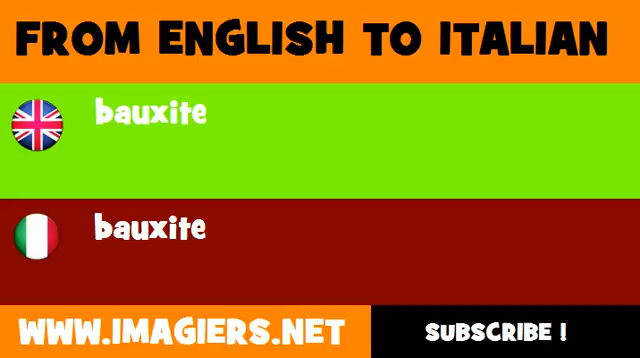 FROM ENGLISH TO ITALIAN
bauxite
bauxite
WWW.IMAGIERS.NET
SUBSCRIBE !